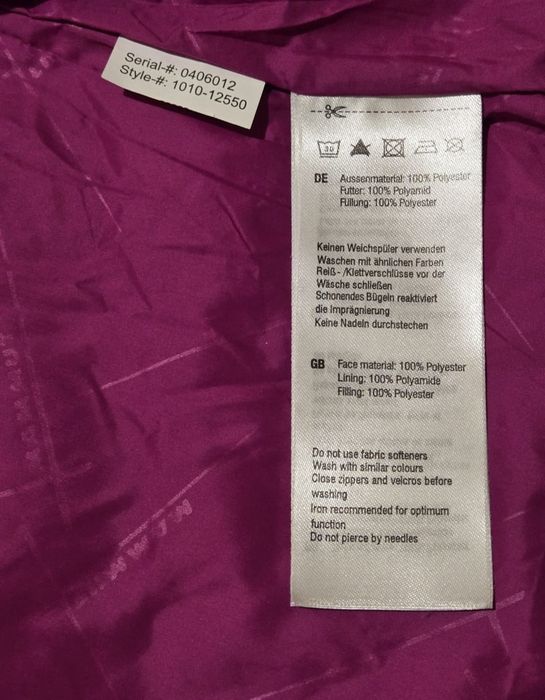 Serial-#: 0406012
Style-#: 1010-12550
30
DE Aussenmaterial: 100% Polyester
Futter: 100% Polyamid
Füllung: 100% Polyester
Keinen Weichspüler verwenden
Waschen mit ähnlichen Farben
Reiß- /Klettverschlüsse vor der
Wäsche schließen
Schonendes Bügeln reaktiviert
die Imprägnierung
Keine Nadeln durchstechen
GB Face material: 100% Polyester
Lining: 100% Polyamide
Filling: 100% Polyester
Do not use fabric softeners
Wash with similar colours
Close zippers and velcros before
washing
Iron recommended for optimum
function
Do not pierce by needles